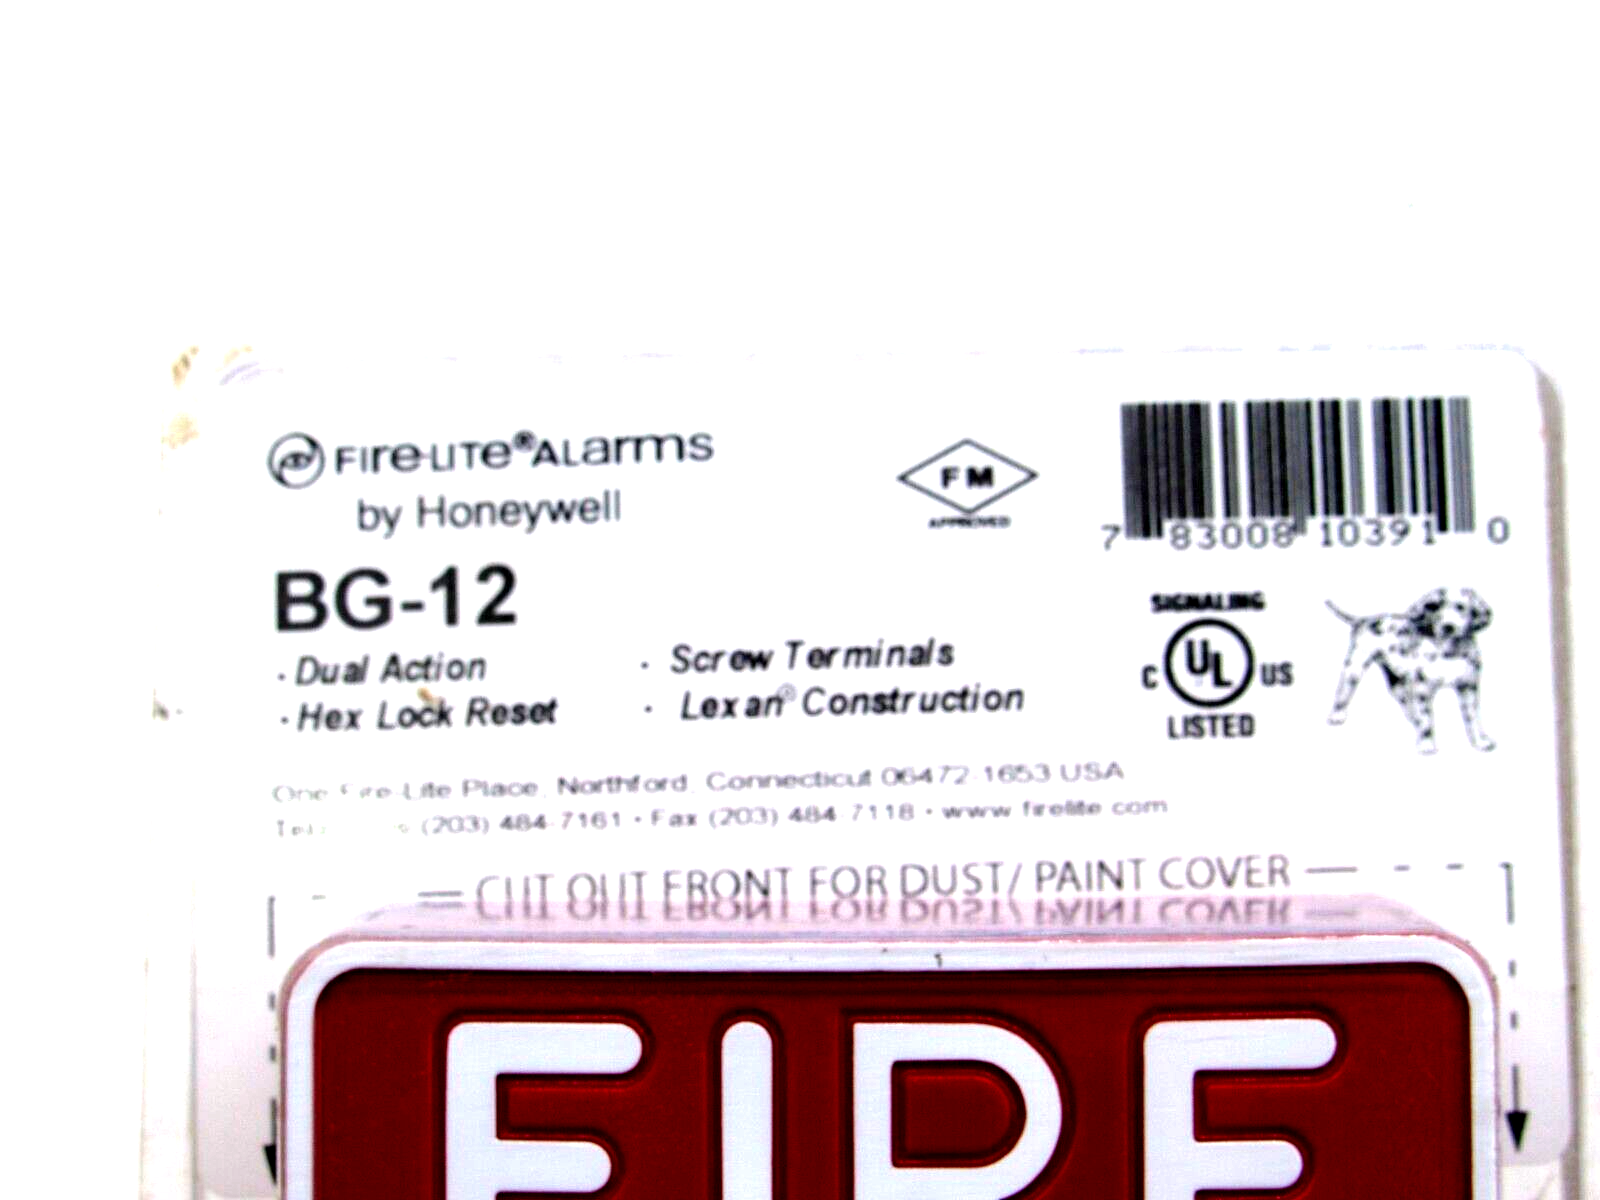 FIRE-LITE® ALARMS
by Honeywell
FM
APPROVED
7 83008 10391 0
BG-12
· Dual Action
· Hex Lock Reset
· Screw Terminals
· Lexan® Construction
SIGNALING
C UL US
LISTED
One Fire-Lite Place, Northford, Connecticut 06472-1653 USA
(203) 484-7161 • Fax (203) 484-7118 • www.firelite.com
CUT OUT FRONT FOR DUST/ PAINT COVER
FIRE